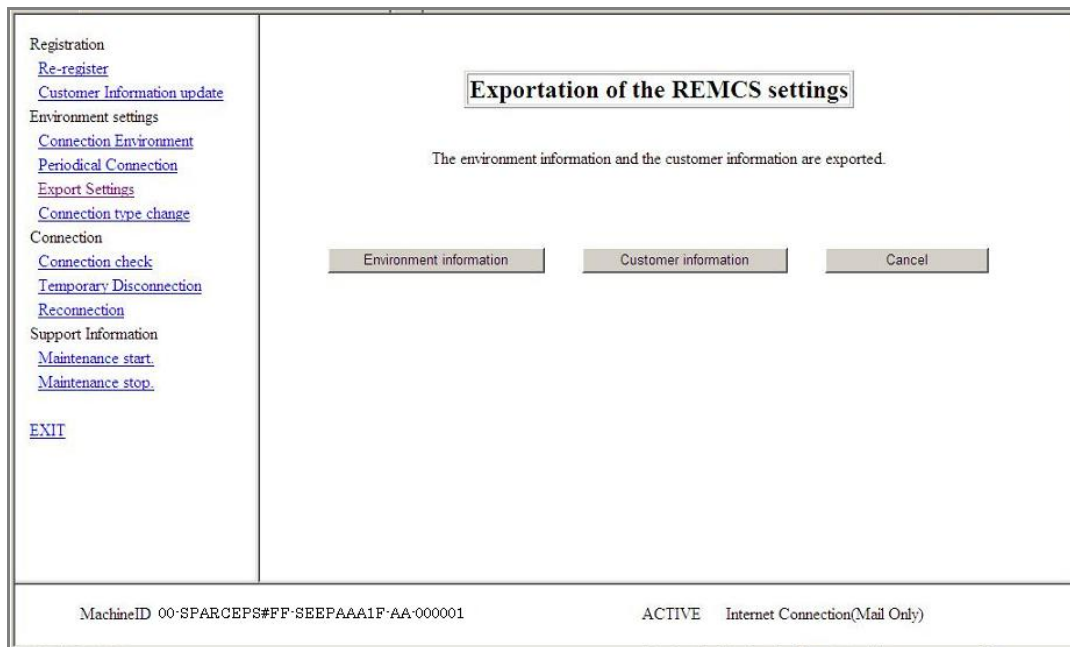 Registration
Re-register
Customer Information update
Environment settings
Connection Environment
Periodical Connection
Export Settings
Connection type change
Connection
Connection check
Temporary Disconnection
Reconnection
Support Information
Maintenance start.
Maintenance stop.
EXIT
Exportation of the REMCS settings
The environment information and the customer information are exported.
Environment information Customer information Cancel
MachineID 00-SPARCEPS#FF-SEEPAAA1F-AA-000001 ACTIVE Internet Connection(Mail Only)